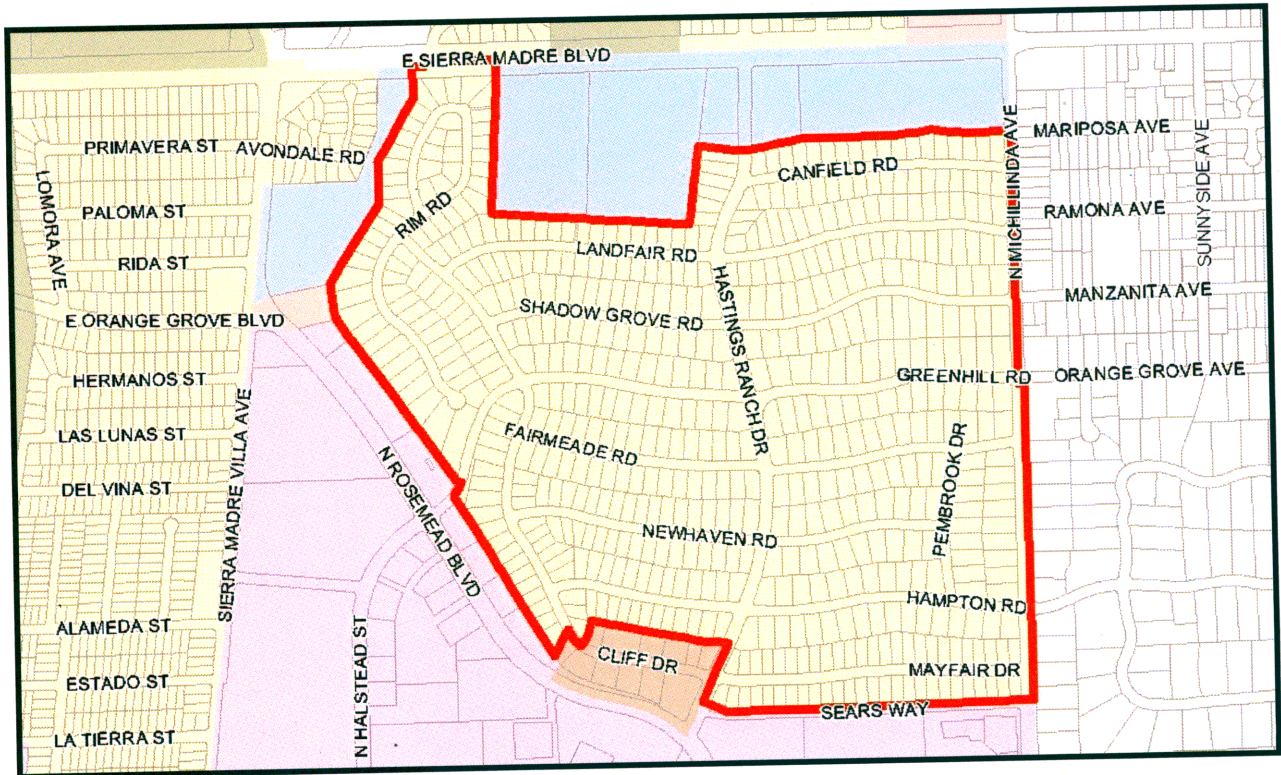 E SIERRA MADRE BLVD
PRIMAVERA ST
AVONDALE RD
N MICHILLINDA AVE
MARIPOSA AVE
SUNNYSIDE AVE
CANFIELD RD
LOMORA AVE
PALOMA ST
RIM RD
RAMONA AVE
RIDA ST
LANDFAIR RD
HASTINGS RANCH DR
MANZANITA AVE
E ORANGE GROVE BLVD
SHADOW GROVE RD
HERMANOS ST
GREENHILL RD
ORANGE GROVE AVE
LAS LUNAS ST
SIERRA MADRE VILLA AVE
FAIRMEADE RD
PEMBROOK DR
DEL VINA ST
N ROSEMEAD BLVD
NEWHAVEN RD
HAMPTON RD
ALAMEDA ST
N HALSTEAD ST
CLIFF DR
MAYFAIR DR
ESTADO ST
SEARS WAY
LA TIERRA ST